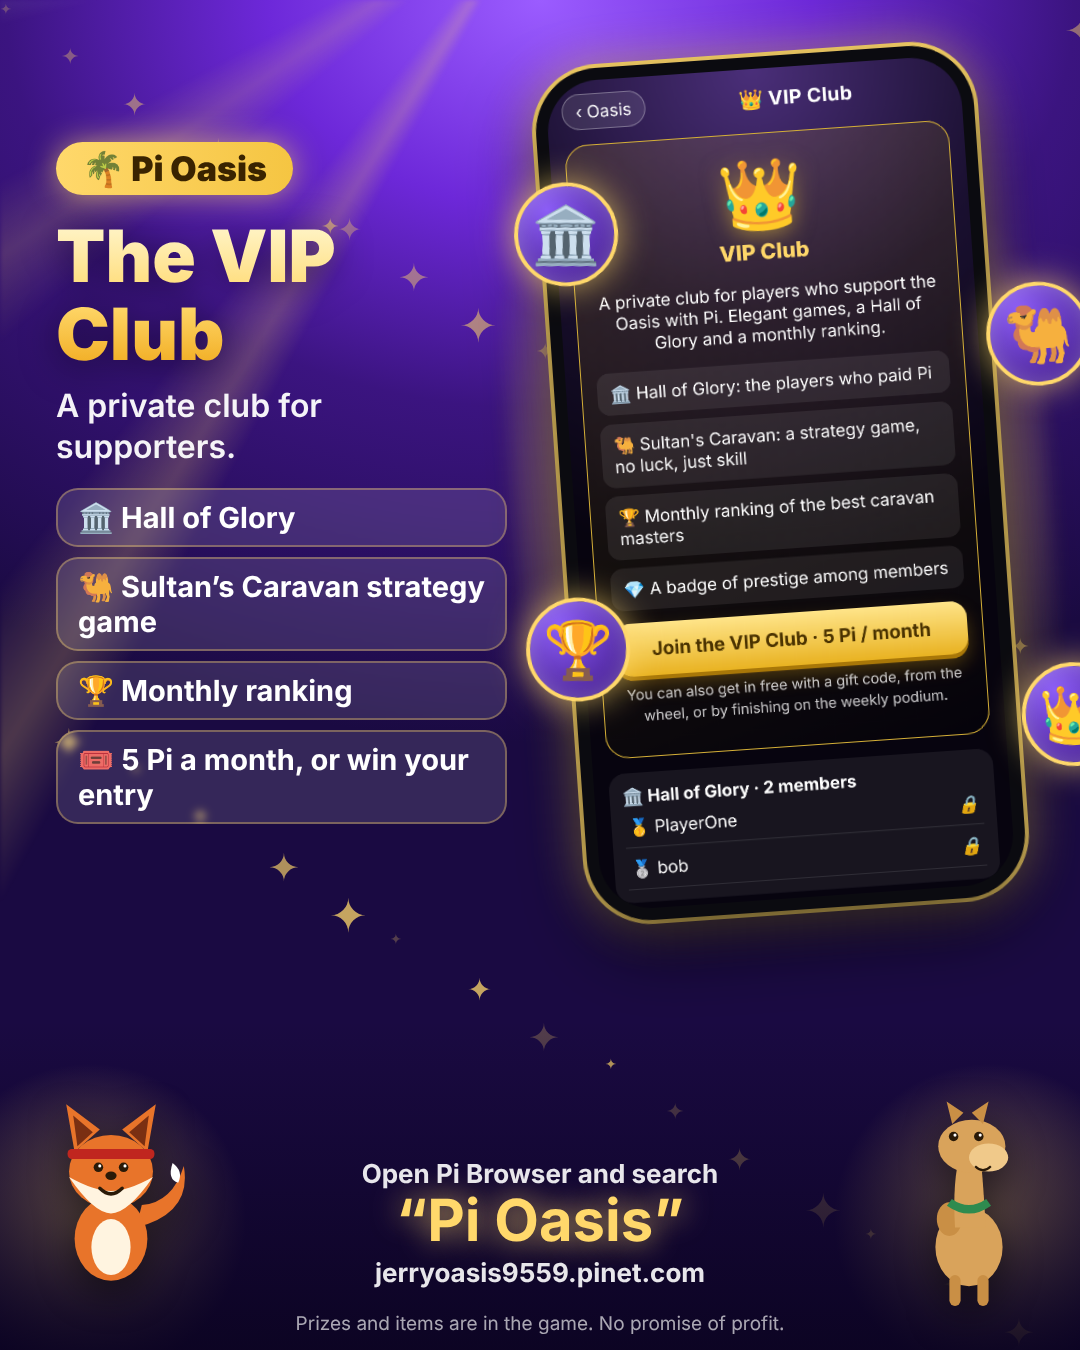 🌴 Pi Oasis
The VIP
Club
A private club for
supporters.
🏛️ Hall of Glory
🐫 Sultan’s Caravan strategy
game
🏆 Monthly ranking
🎟️ 5 Pi a month, or win your
entry
‹ Oasis
👑 VIP Club
VIP Club
A private club for players who support the
Oasis with Pi. Elegant games, a Hall of
Glory and a monthly ranking.
🏛️ Hall of Glory: the players who paid Pi
🐫 Sultan's Caravan: a strategy game,
no luck, just skill
🏆 Monthly ranking of the best caravan
masters
💎 A badge of prestige among members
Join the VIP Club · 5 Pi / month
You can also get in free with a gift code, from the
wheel, or by finishing on the weekly podium.
🏛️ Hall of Glory · 2 members
🥇 PlayerOne 🔒
🥈 bob 🔒
Open Pi Browser and search
“Pi Oasis”
jerryoasis9559.pinet.com
Prizes and items are in the game. No promise of profit.